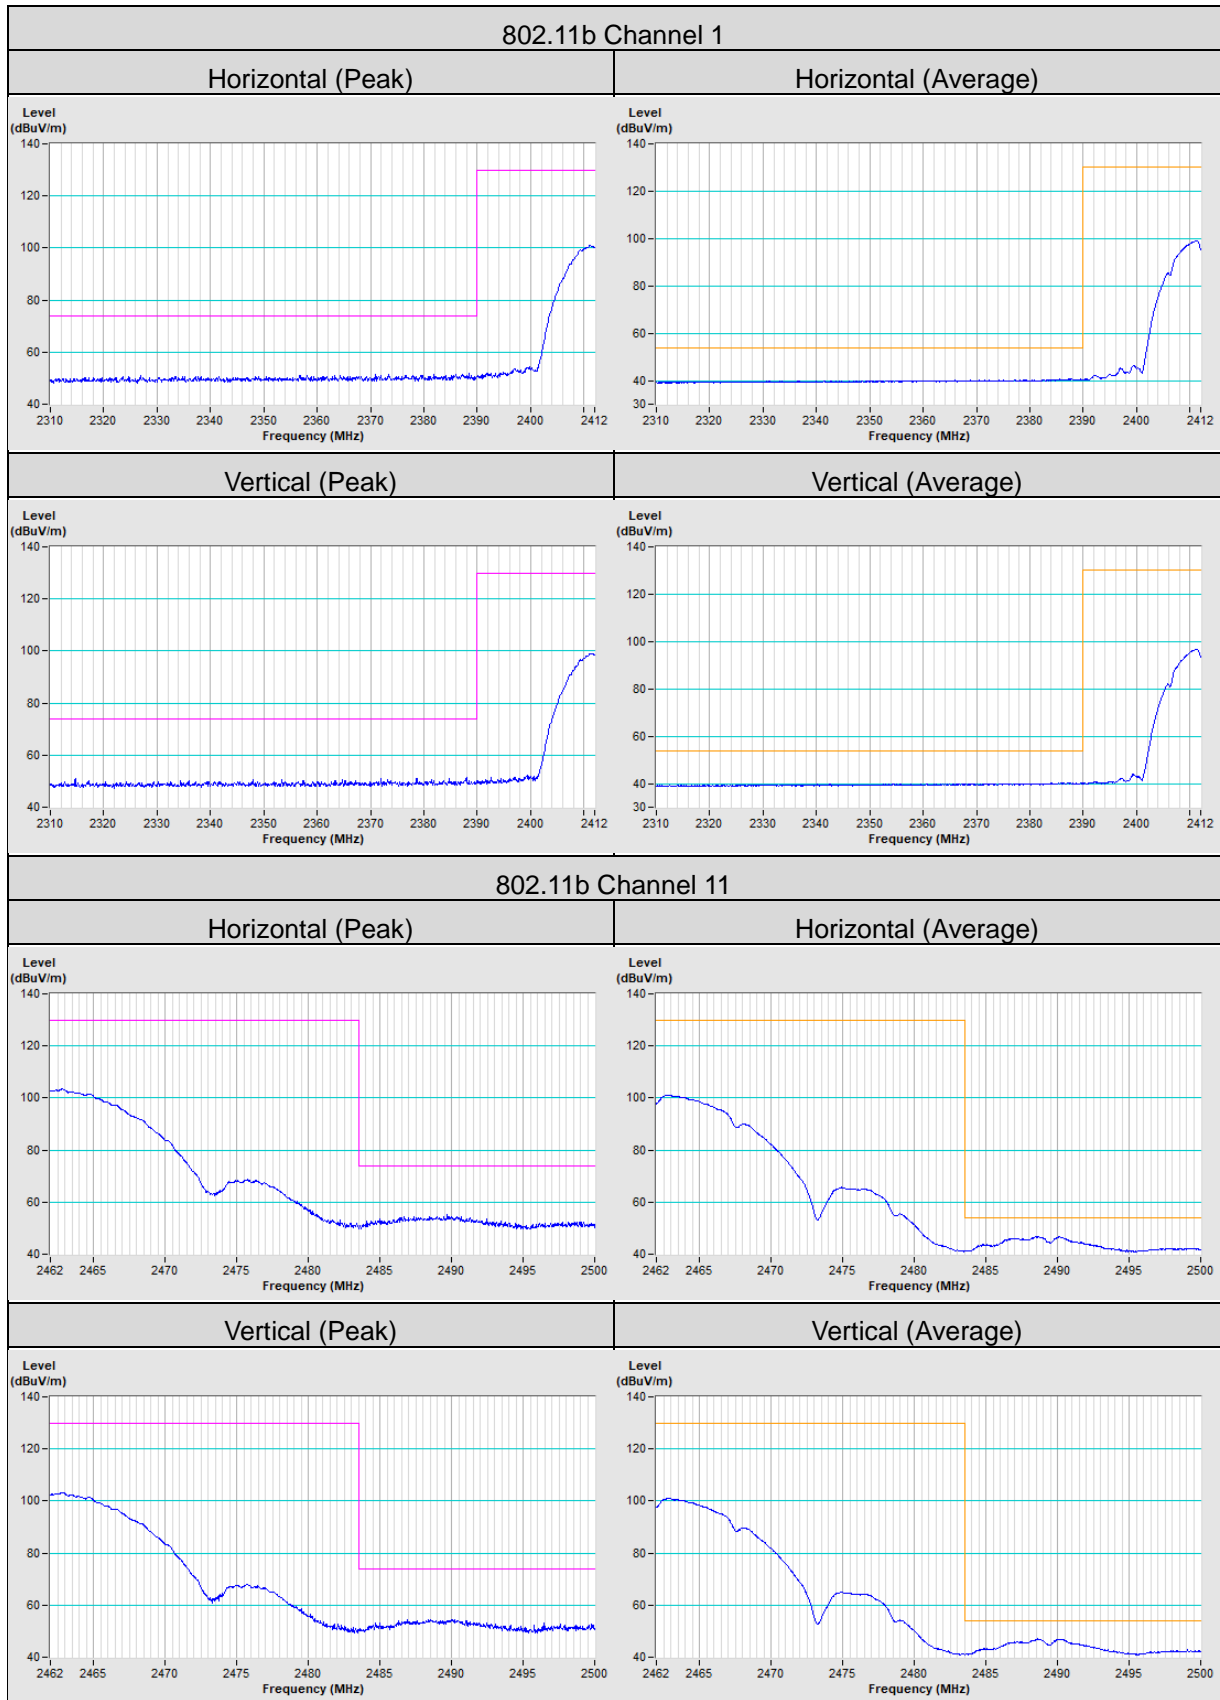 802.11b Channel 1
Horizontal (Peak) Horizontal (Average)
Level
(dBuV/m)
140
120
100
80
60
40
2310 2320 2330 2340 2350 2360 2370 2380 2390 2400 2412
Frequency (MHz)
Level
(dBuV/m)
140
120
100
80
60
40
30
2310 2320 2330 2340 2350 2360 2370 2380 2390 2400 2412
Frequency (MHz)
Vertical (Peak) Vertical (Average)
Level
(dBuV/m)
140
120
100
80
60
40
2310 2320 2330 2340 2350 2360 2370 2380 2390 2400 2412
Frequency (MHz)
Level
(dBuV/m)
140
120
100
80
60
40
30
2310 2320 2330 2340 2350 2360 2370 2380 2390 2400 2412
Frequency (MHz)
802.11b Channel 11
Horizontal (Peak) Horizontal (Average)
Level
(dBuV/m)
140
120
100
80
60
40
2462 2465 2470 2475 2480 2485 2490 2495 2500
Frequency (MHz)
Level
(dBuV/m)
140
120
100
80
60
40
2462 2465 2470 2475 2480 2485 2490 2495 2500
Frequency (MHz)
Vertical (Peak) Vertical (Average)
Level
(dBuV/m)
140
120
100
80
60
40
2462 2465 2470 2475 2480 2485 2490 2495 2500
Frequency (MHz)
Level
(dBuV/m)
140
120
100
80
60
40
2462 2465 2470 2475 2480 2485 2490 2495 2500
Frequency (MHz)